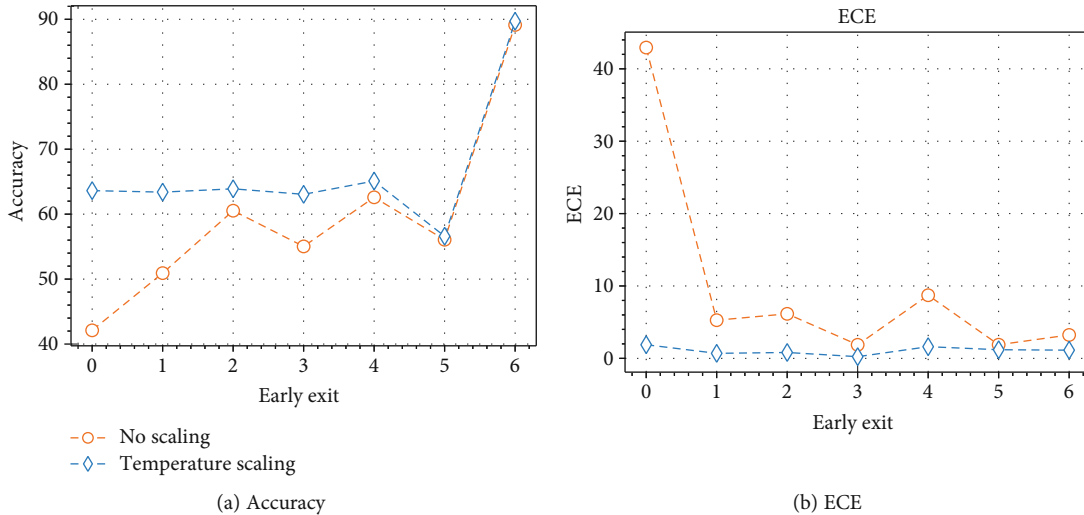 90
80
70
60
50
40
Accuracy
0 1 2 3 4 5 6
Early exit
No scaling
Temperature scaling
(a) Accuracy
ECE
40
30
20
10
0
ECE
0 1 2 3 4 5 6
Early exit
(b) ECE